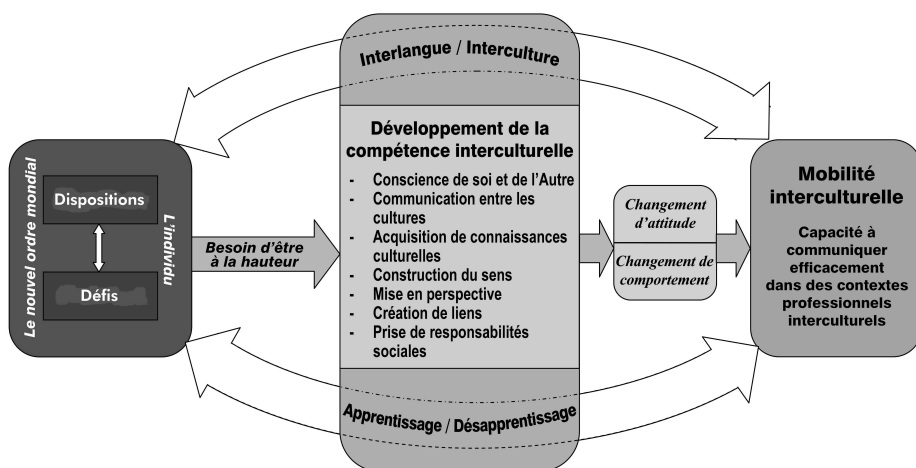 Interlangue / Interculture
Le nouvel ordre mondial
Dispositions
Défis
L'individu
Besoin d'être
à la hauteur
Développement de la
compétence interculturelle
- Conscience de soi et de l'Autre
- Communication entre les
cultures
- Acquisition de connaissances
culturelles
- Construction du sens
- Mise en perspective
- Création de liens
- Prise de responsabilités
sociales
Changement
d'attitude
Changement de
comportement
Mobilité
interculturelle
Capacité à
communiquer
efficacement
dans des contextes
professionnels
interculturels
Apprentissage / Désapprentissage